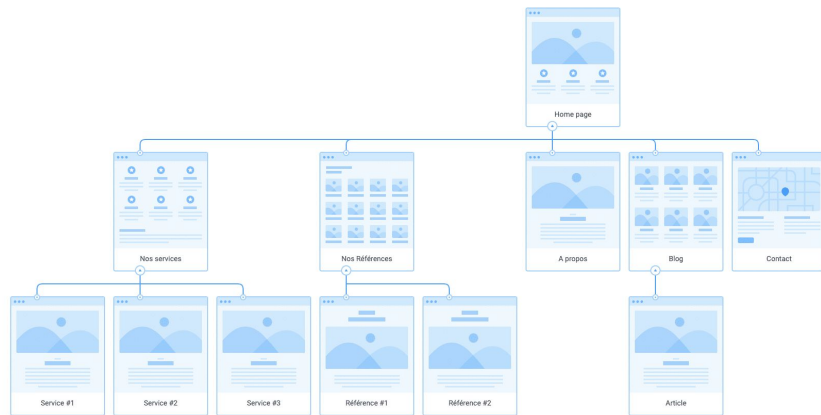 Home page
Nos services
Nos Références
A propos
Blog
Contact
Service #1
Service #2
Service #3
Référence #1
Référence #2
Article